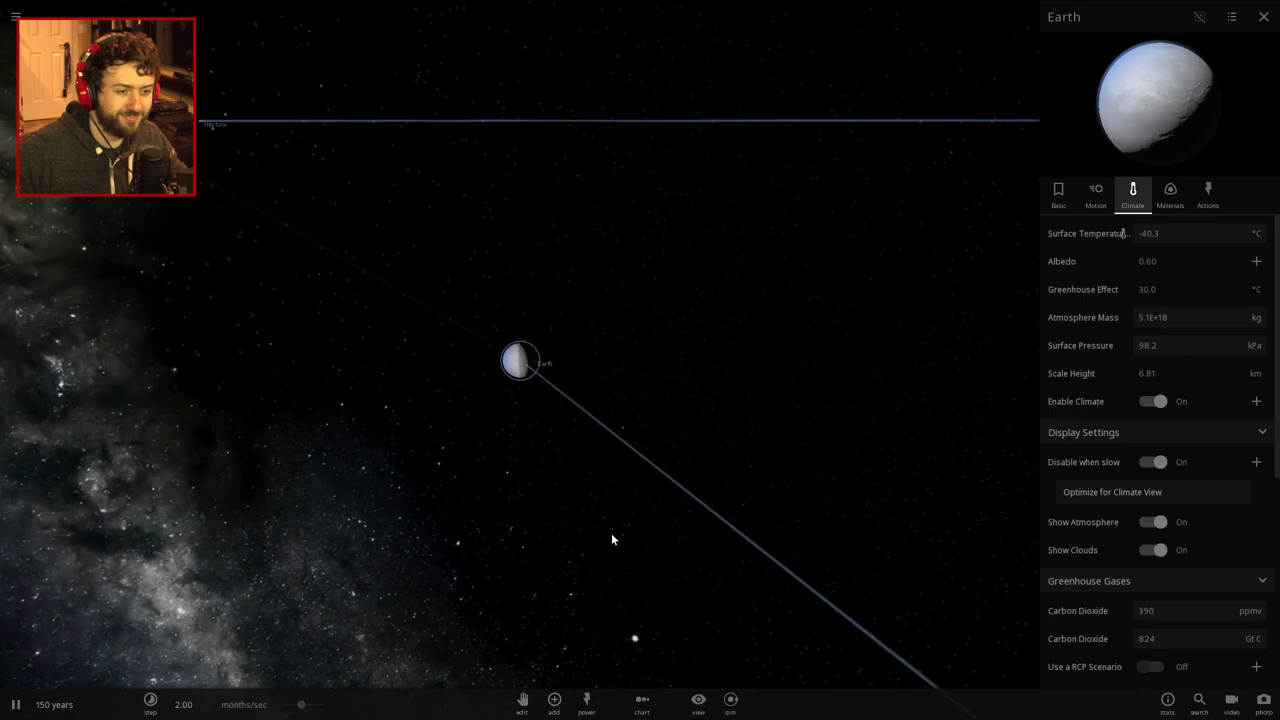 Earth
Neptune
Earth
Basic
Motion
Climate
Materials
Actions
Surface Temperatu...
-40.3
°C
Albedo
0.60
Greenhouse Effect
30.0
°C
Atmosphere Mass
5.1E+18
kg
Surface Pressure
98.2
kPa
Scale Height
6.81
km
Enable Climate
On
Display Settings
Disable when slow
On
Optimize for Climate View
Show Atmosphere
On
Show Clouds
On
Greenhouse Gases
Carbon Dioxide
390
ppmv
Carbon Dioxide
824
Gt C
Use a RCP Scenario
Off
150 years
step
2.00
months/sec
edit
add
power
chart
view
sim
stats
search
video
photo